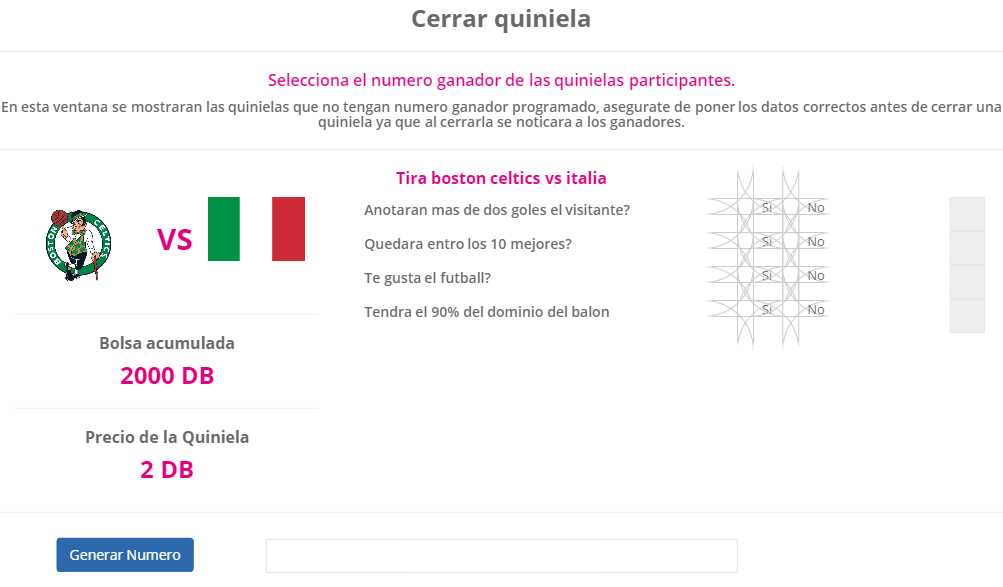 Cerrar quiniela
Selecciona el numero ganador de las quinielas participantes.
En esta ventana se mostraran las quinielas que no tengan numero ganador programado, asegurate de poner los datos correctos antes de cerrar una
quiniela ya que al cerrarla se noticara a los ganadores.
BOSTON CELTICS
VS
Tira boston celtics vs italia
Anotaran mas de dos goles el visitante?
Si No
Quedara entro los 10 mejores?
Si No
Te gusta el futball?
Si No
Tendra el 90% del dominio del balon
Si No
Bolsa acumulada
2000 DB
Precio de la Quiniela
2 DB
Generar Numero